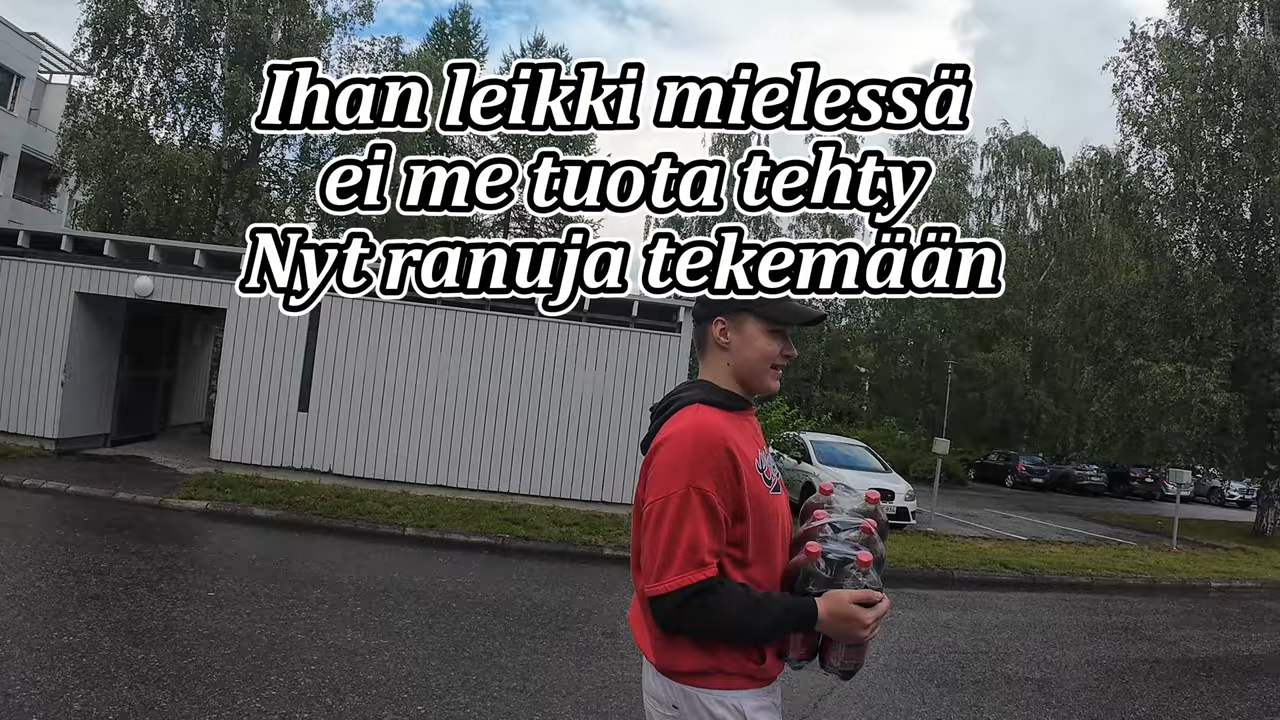 Ihan leikki mielessä
ei me tuota tehty
Nyt ranuja tekemään